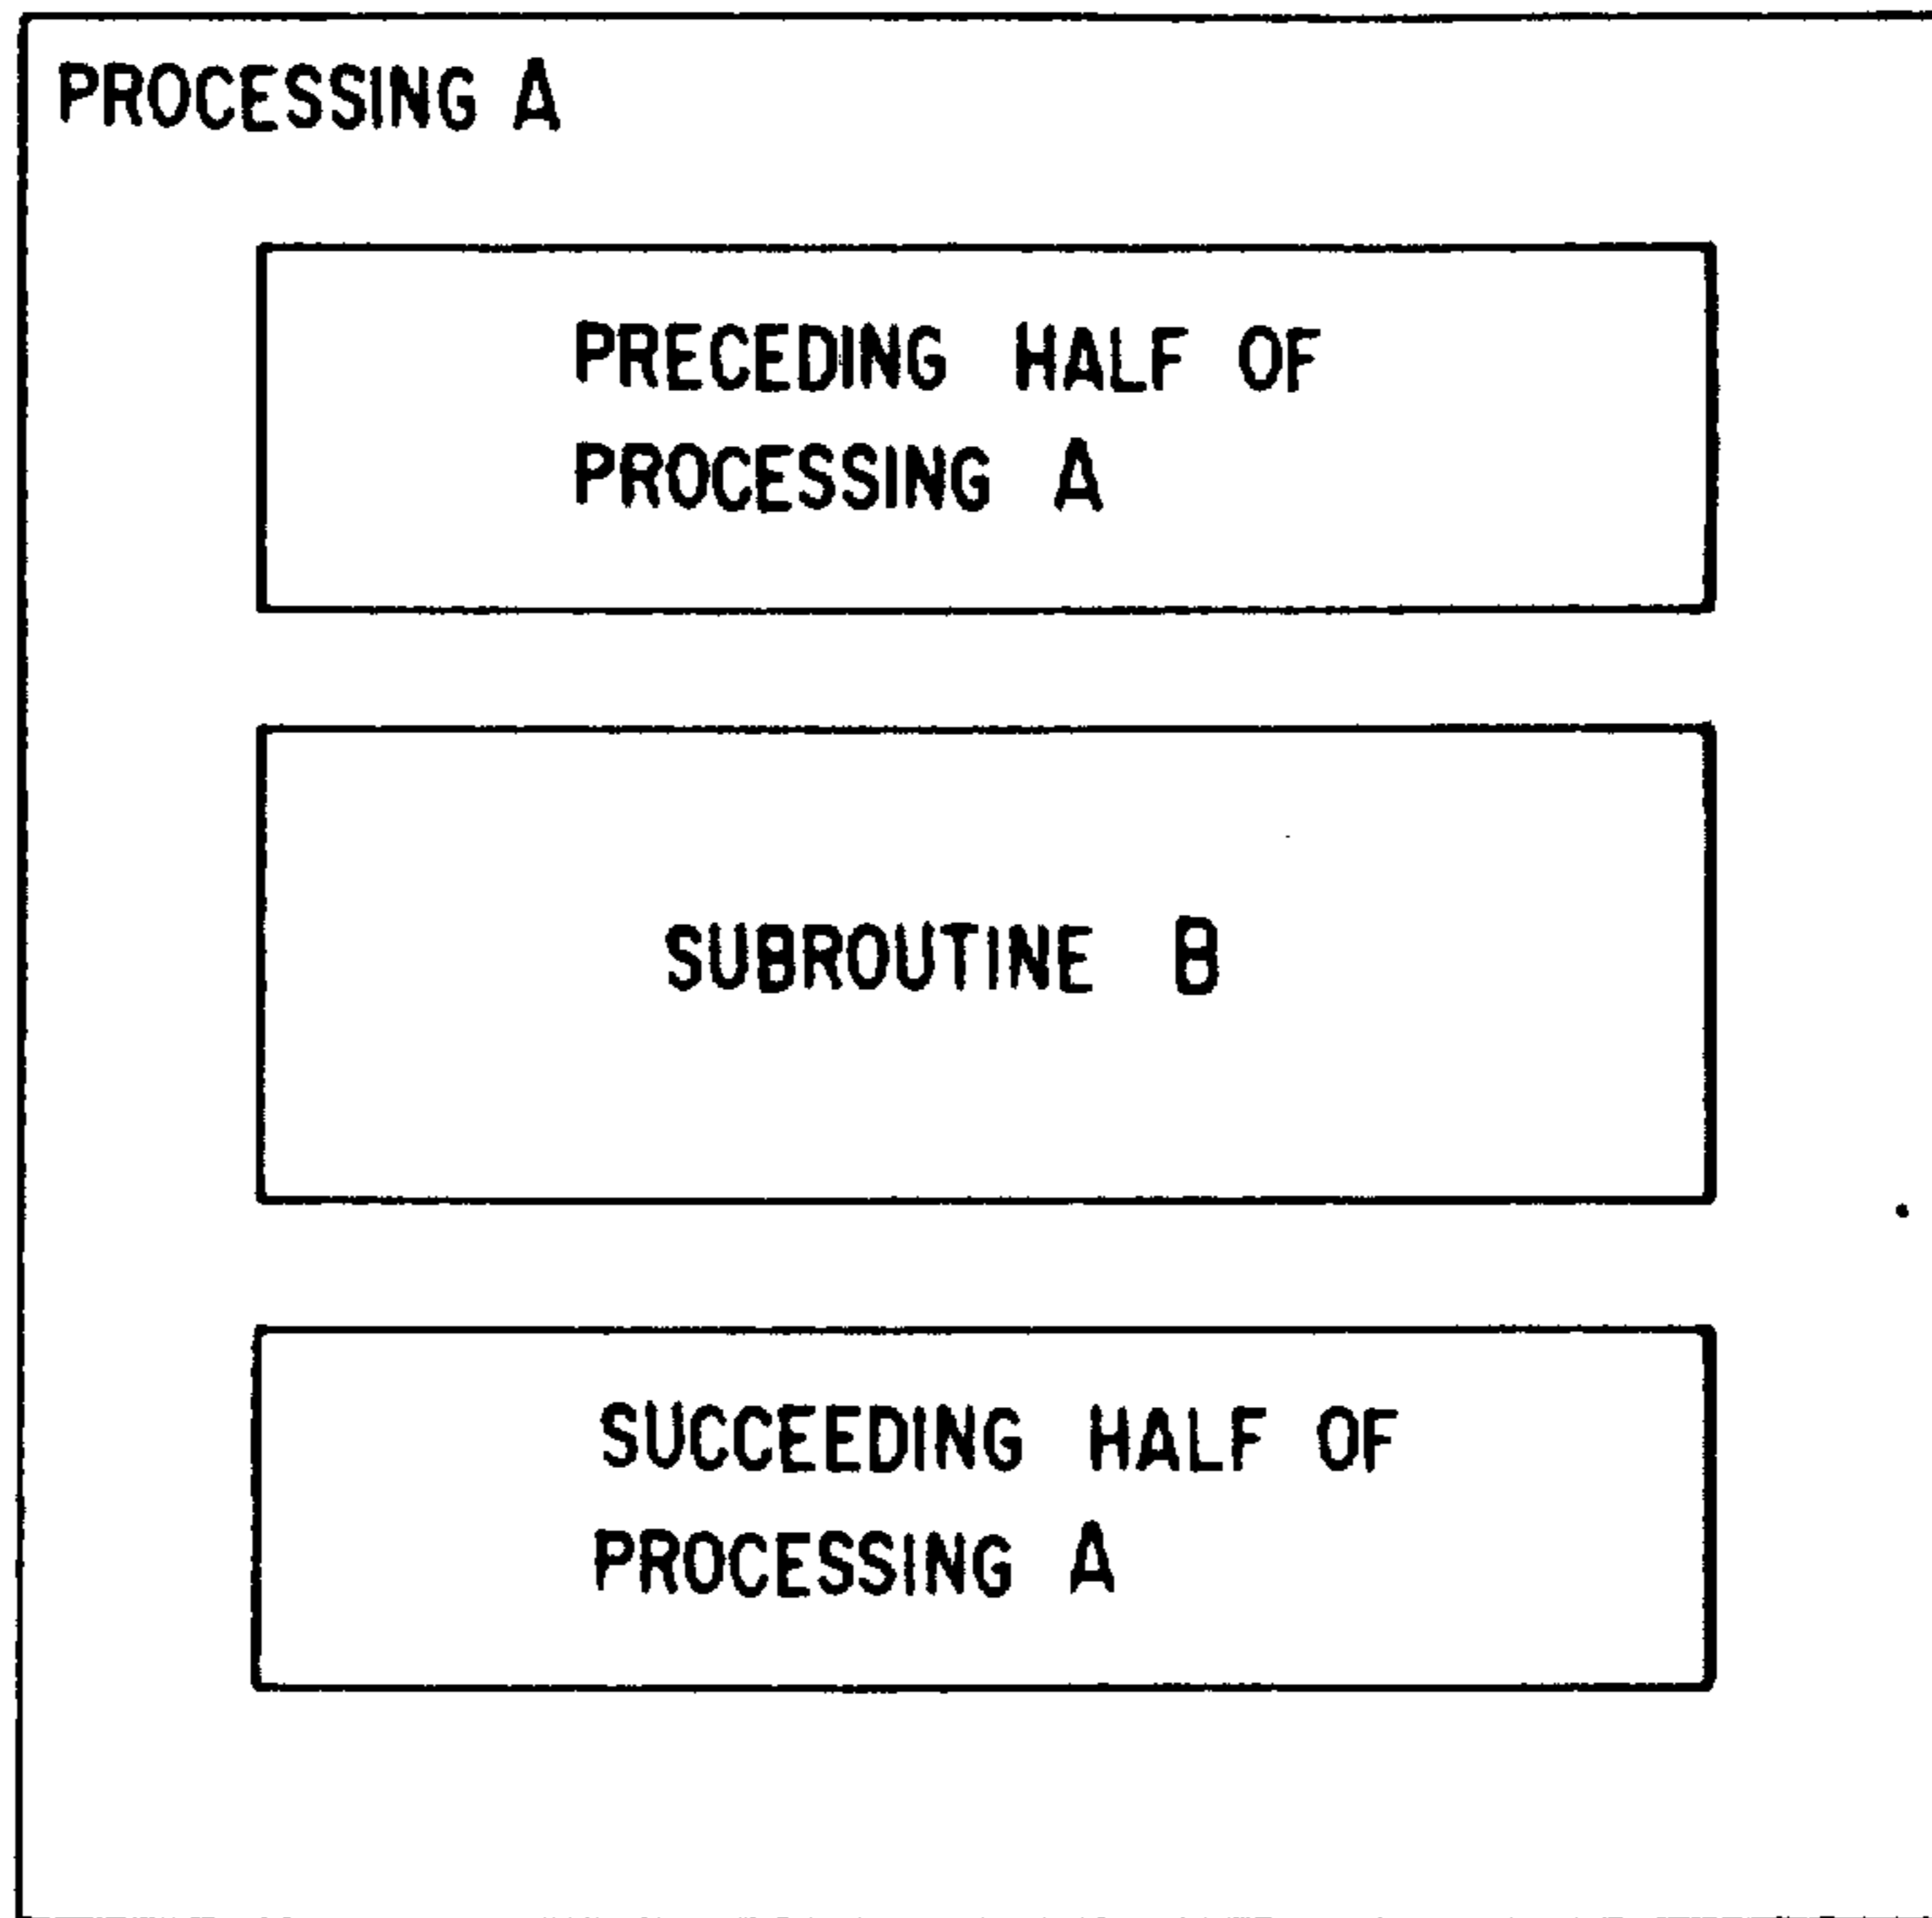 PROCESSING A
PRECEDING HALF OF
PROCESSING A
SUBROUTINE B
SUCCEEDING HALF OF
PROCESSING A